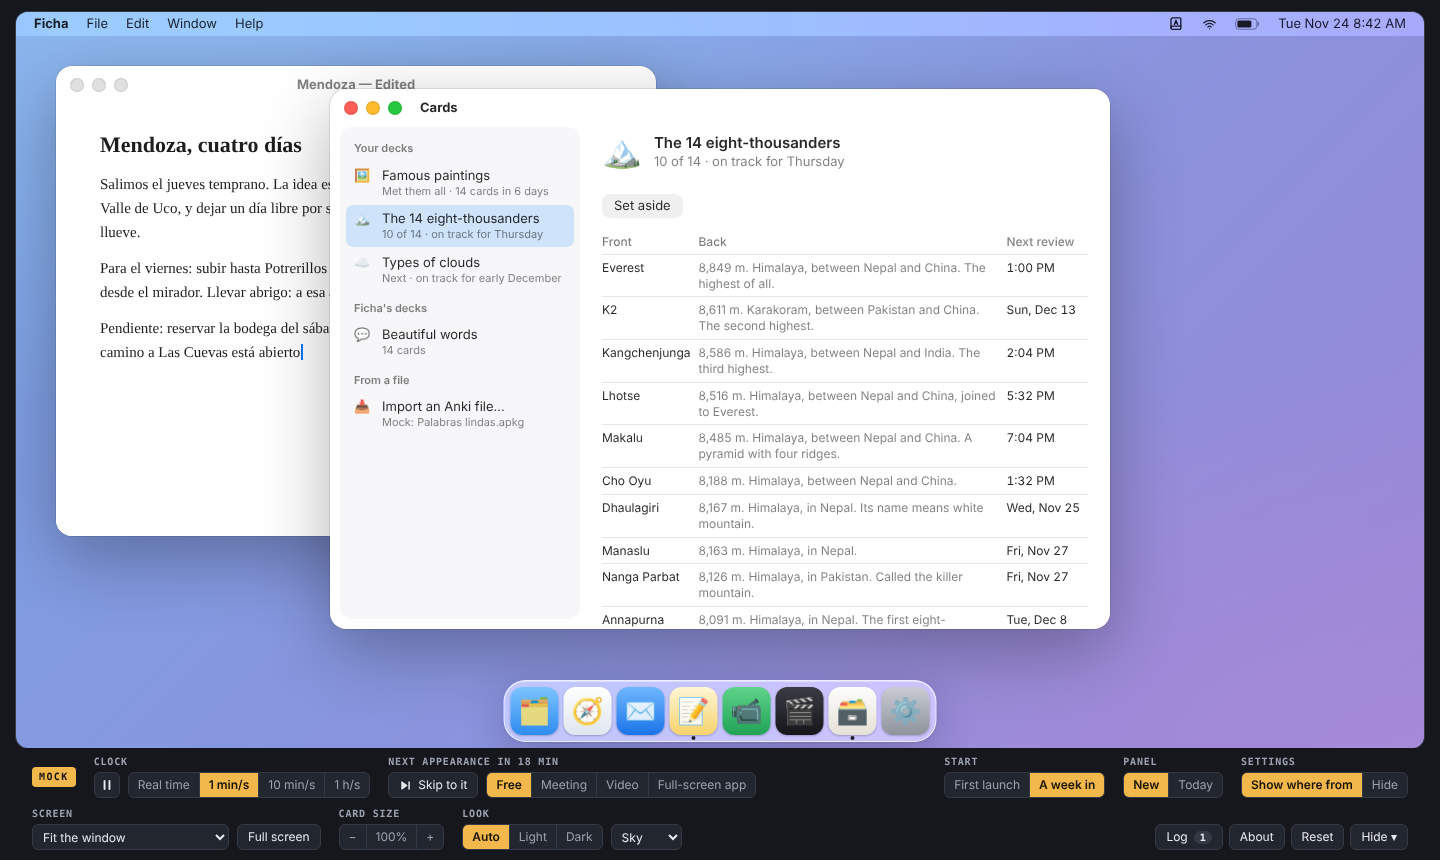 Ficha File Edit Window Help
Tue Nov 24 8:42 AM
Mendoza — Edited
Mendoza, cuatro días
Salimos el jueves temprano. La idea es
Valle de Uco, y dejar un día libre por s
llueve.
Para el viernes: subir hasta Potrerillos
desde el mirador. Llevar abrigo: a esa
Pendiente: reservar la bodega del sába
camino a Las Cuevas está abierto
Cards
Your decks
Famous paintings
Met them all · 14 cards in 6 days
The 14 eight-thousanders
10 of 14 · on track for Thursday
Types of clouds
Next · on track for early December
Ficha's decks
Beautiful words
14 cards
From a file
Import an Anki file...
Mock: Palabras lindas.apkg
The 14 eight-thousanders
10 of 14 · on track for Thursday
Set aside
Front Back Next review
Everest 8,849 m. Himalaya, between Nepal and China. The 1:00 PM
highest of all.
K2 8,611 m. Karakoram, between Pakistan and China. Sun, Dec 13
The second highest.
Kangchenjunga 8,586 m. Himalaya, between Nepal and India. The 2:04 PM
third highest.
Lhotse 8,516 m. Himalaya, between Nepal and China, joined 5:32 PM
to Everest.
Makalu 8,485 m. Himalaya, between Nepal and China. A 7:04 PM
pyramid with four ridges.
Cho Oyu 8,188 m. Himalaya, between Nepal and China. 1:32 PM
Dhaulagiri 8,167 m. Himalaya, in Nepal. Its name means white Wed, Nov 25
mountain.
Manaslu 8,163 m. Himalaya, in Nepal. Fri, Nov 27
Nanga Parbat 8,126 m. Himalaya, in Pakistan. Called the killer Fri, Nov 27
mountain.
Annapurna 8,091 m. Himalaya, in Nepal. The first eight- Tue, Dec 8
MOCK
CLOCK
Real time 1 min/s 10 min/s 1 h/s
NEXT APPEARANCE IN 18 MIN
Skip to it Free Meeting Video Full-screen app
START
First launch A week in
PANEL
New Today
SETTINGS
Show where from Hide
SCREEN
Fit the window Full screen
CARD SIZE
− 100% +
LOOK
Auto Light Dark Sky
Log 1 About Reset Hide ▾